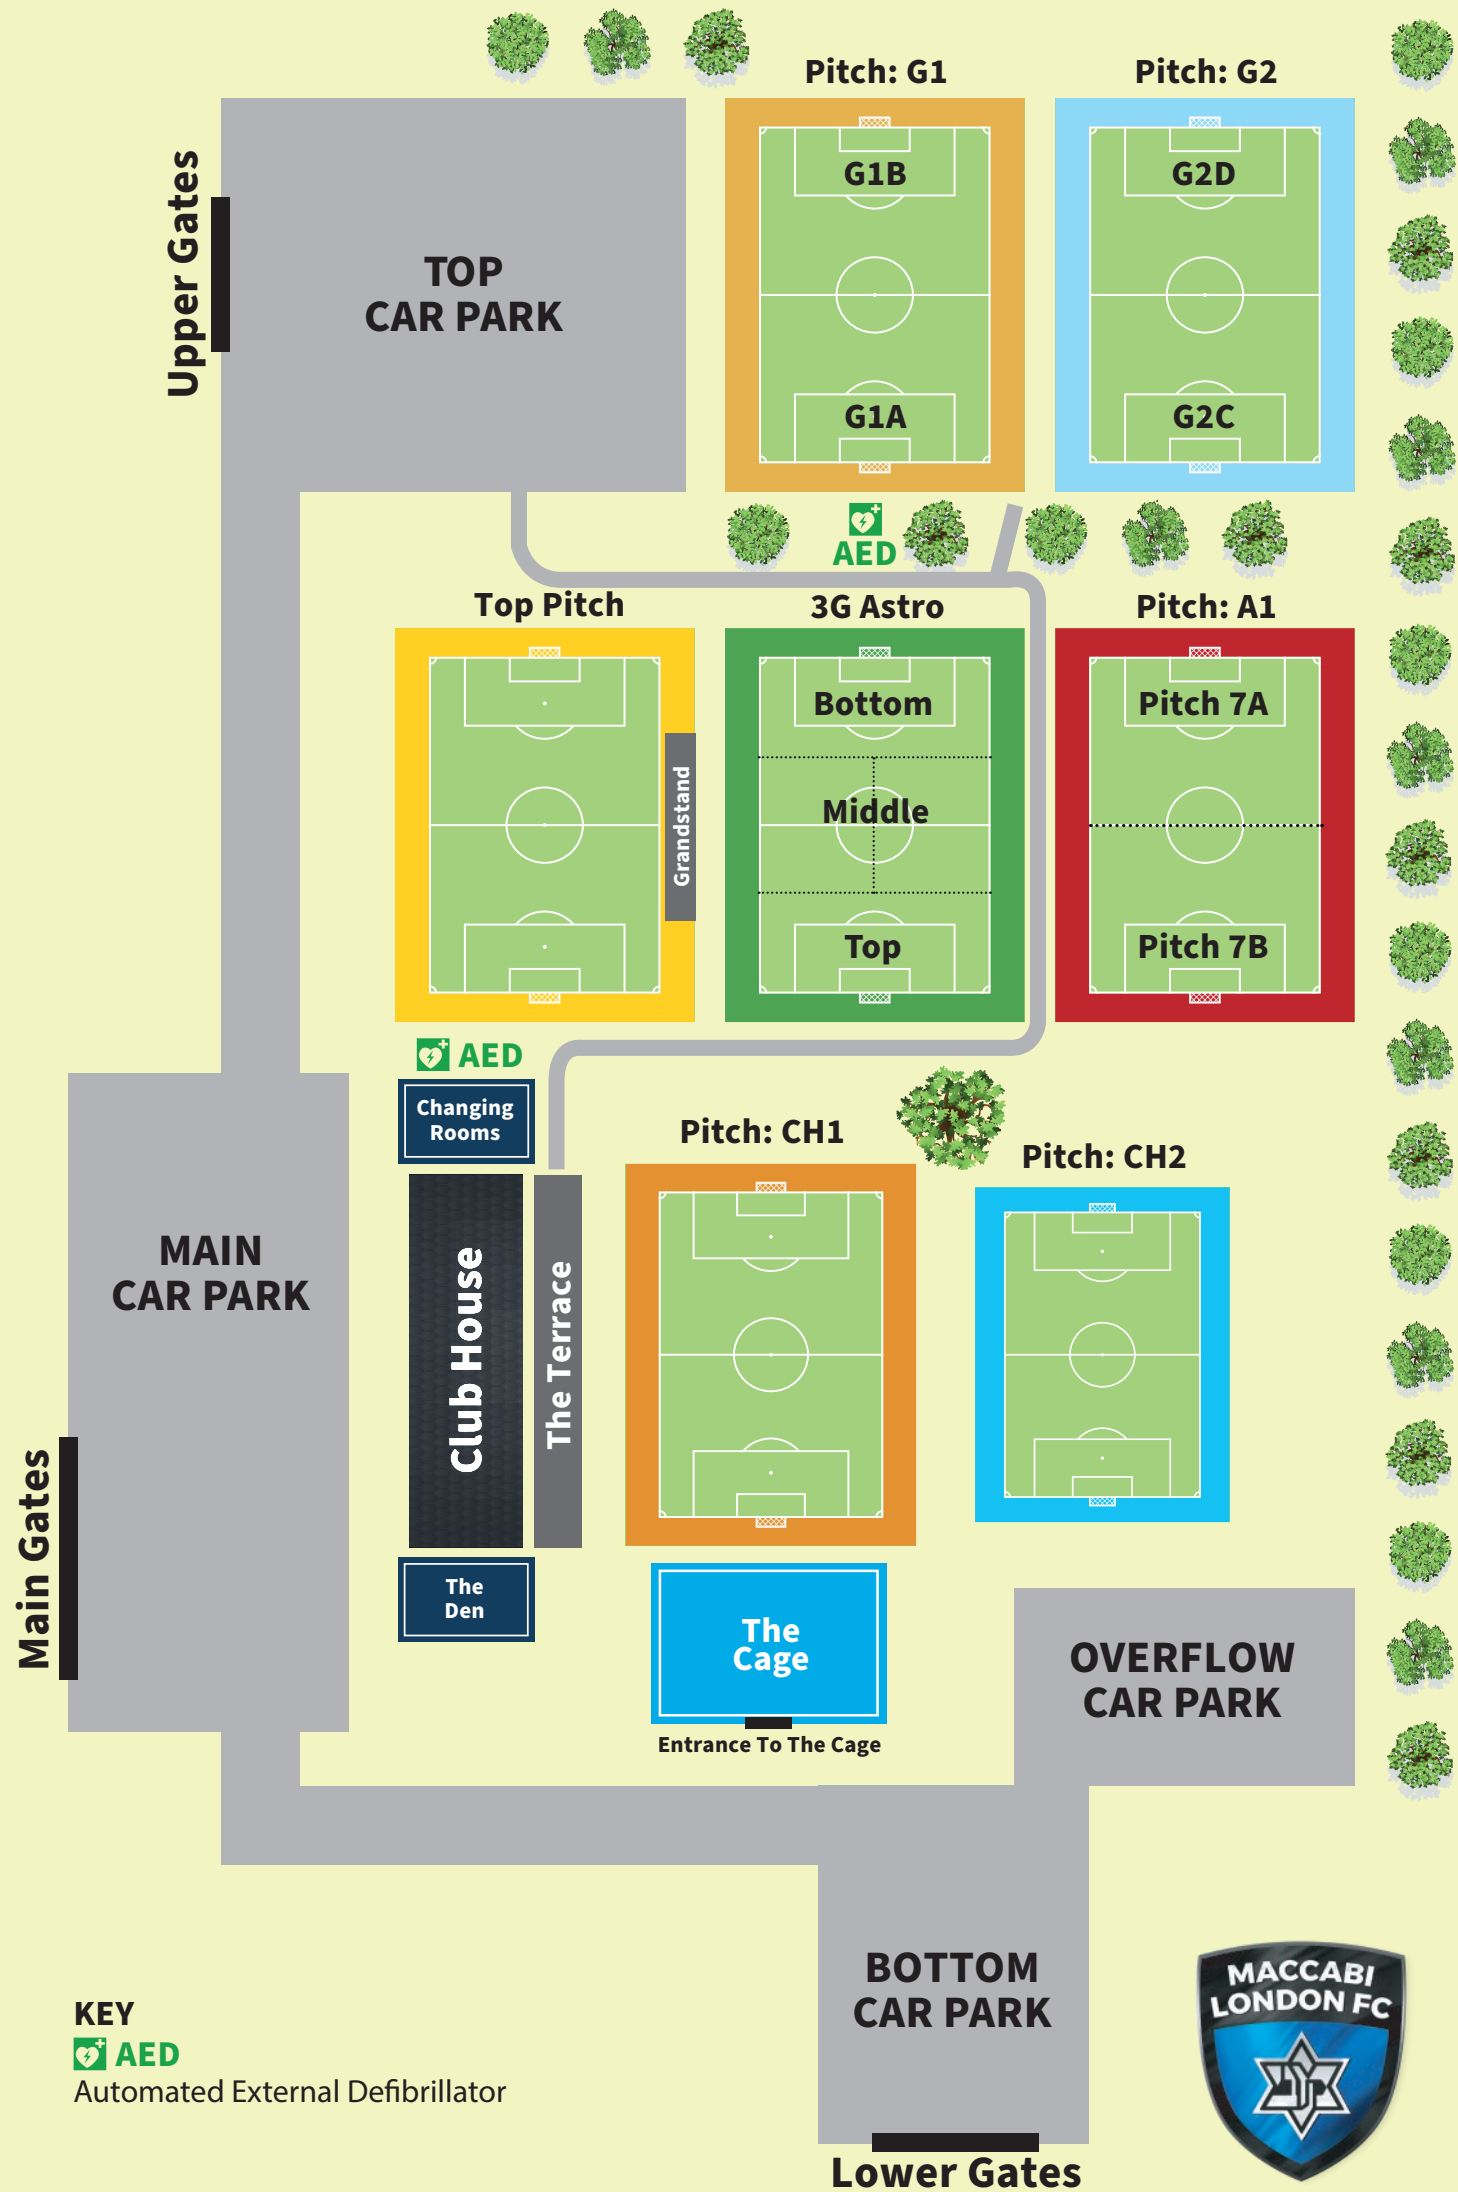 Pitch: G1
Pitch: G2
Upper Gates
TOP
CAR PARK
G1B
G2D
G1A
G2C
AED
Top Pitch
3G Astro
Pitch: A1
Bottom
Pitch 7A
Grandstand
Middle
Top
Pitch 7B
AED
Changing
Rooms
Pitch: CH1
Pitch: CH2
MAIN
CAR PARK
Club House
The Terrace
Main Gates
The
Den
The
Cage
Entrance To The Cage
OVERFLOW
CAR PARK
BOTTOM
CAR PARK
Lower Gates
KEY
AED
Automated External Defibrillator
MACCABI
LONDON FC